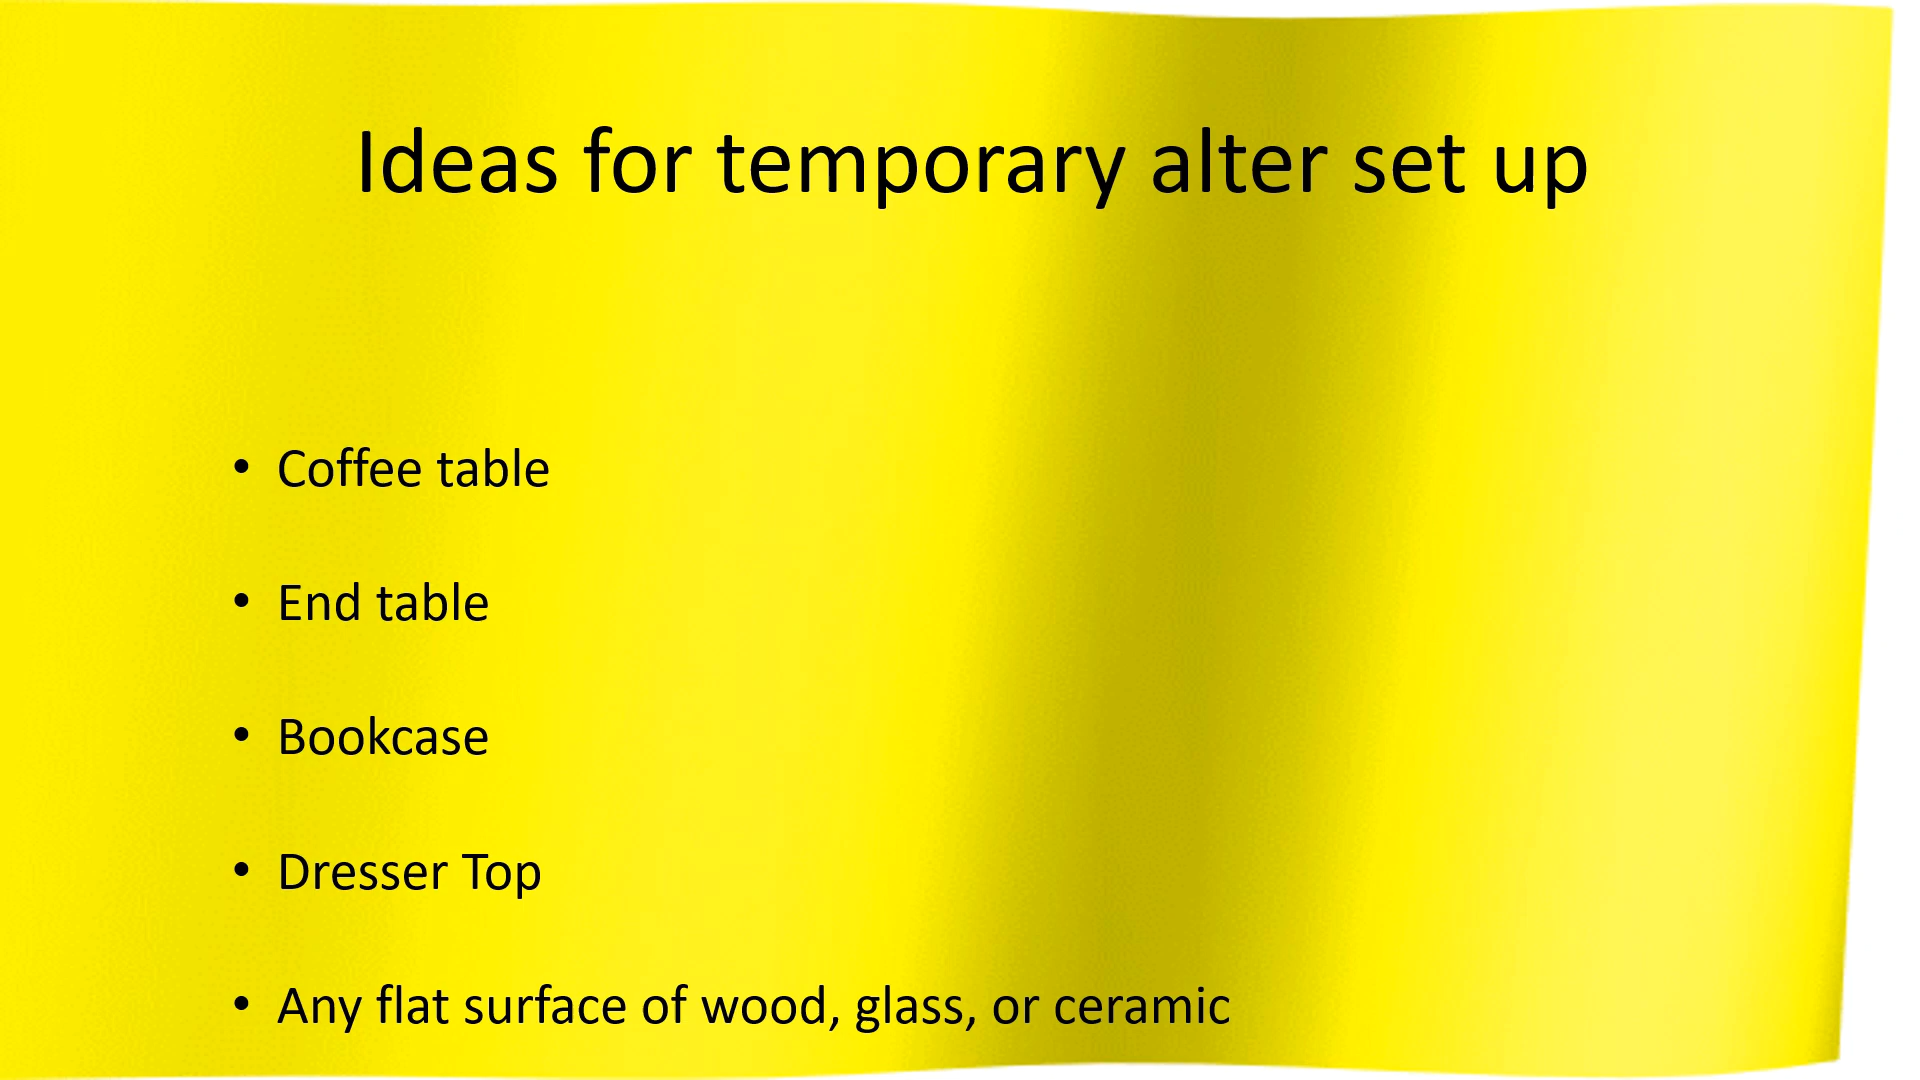 Ideas for temporary alter set up
• Coffee table
• End table
• Bookcase
• Dresser Top
• Any flat surface of wood, glass, or ceramic